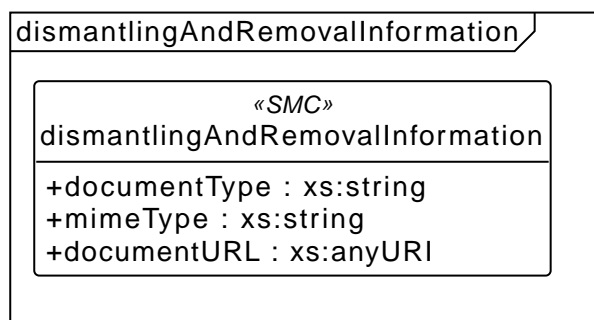 dismantlingAndRemovalInformation
«SMC»
dismantlingAndRemovalInformation
+documentType : xs:string
+mimeType : xs:string
+documentURL : xs:anyURI